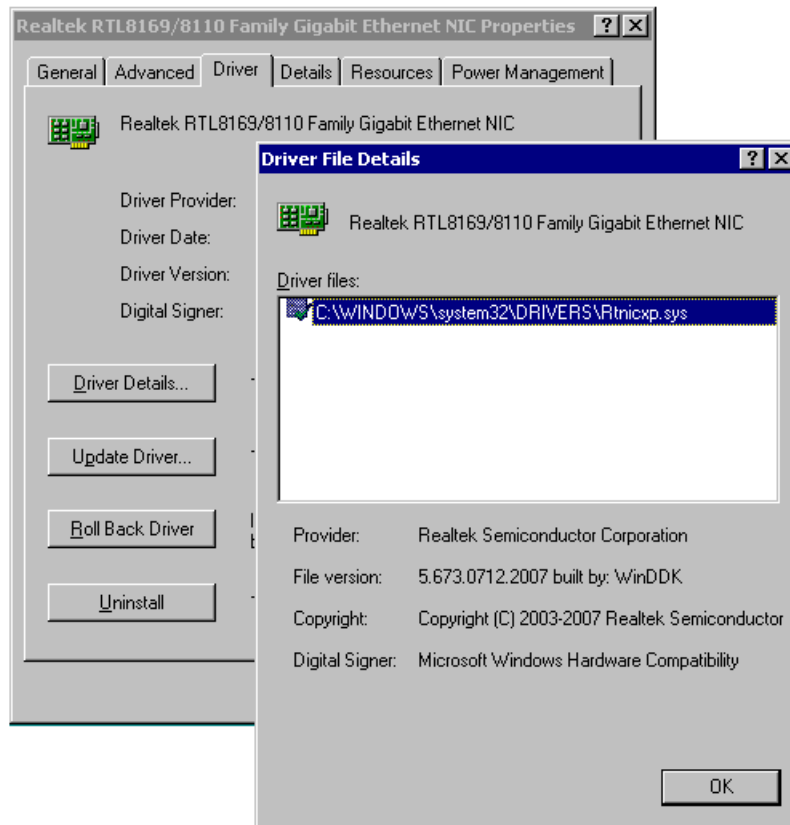 Realtek RTL8169/8110 Family Gigabit Ethernet NIC Properties
General Advanced Driver Details Resources Power Management
Realtek RTL8169/8110 Family Gigabit Ethernet NIC
Driver Provider:
Driver Date:
Driver Version:
Digital Signer:
Driver Details...
Update Driver...
Roll Back Driver
Uninstall
Driver File Details
Realtek RTL8169/8110 Family Gigabit Ethernet NIC
Driver files:
C:\WINDOWS\system32\DRIVERS\Rtnicxp.sys
Provider: Realtek Semiconductor Corporation
File version: 5.673.0712.2007 built by: WinDDK
Copyright: Copyright (C) 2003-2007 Realtek Semiconductor
Digital Signer: Microsoft Windows Hardware Compatibility
OK